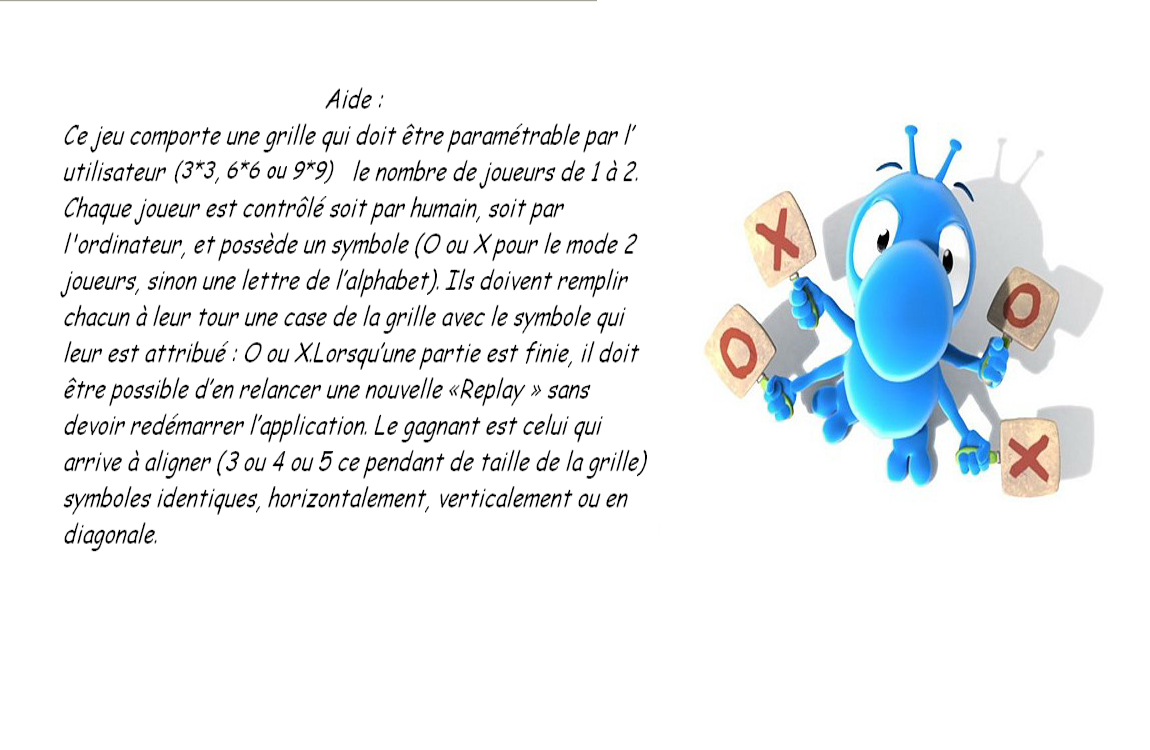 Aide :
Ce jeu comporte une grille qui doit être paramétrable par l'
utilisateur (3*3, 6*6 ou 9*9) le nombre de joueurs de 1 à 2.
Chaque joueur est contrôlé soit par humain, soit par
l'ordinateur, et possède un symbole (O ou X pour le mode 2
joueurs, sinon une lettre de l'alphabet). Ils doivent remplir
chacun à leur tour une case de la grille avec le symbole qui
leur est attribué : O ou X.Lorsqu'une partie est finie, il doit
être possible d'en relancer une nouvelle «Replay » sans
devoir redémarrer l'application. Le gagnant est celui qui
arrive à aligner (3 ou 4 ou 5 ce pendant de taille de la grille)
symboles identiques, horizontalement, verticalement ou en
diagonale.
X
O
O
X